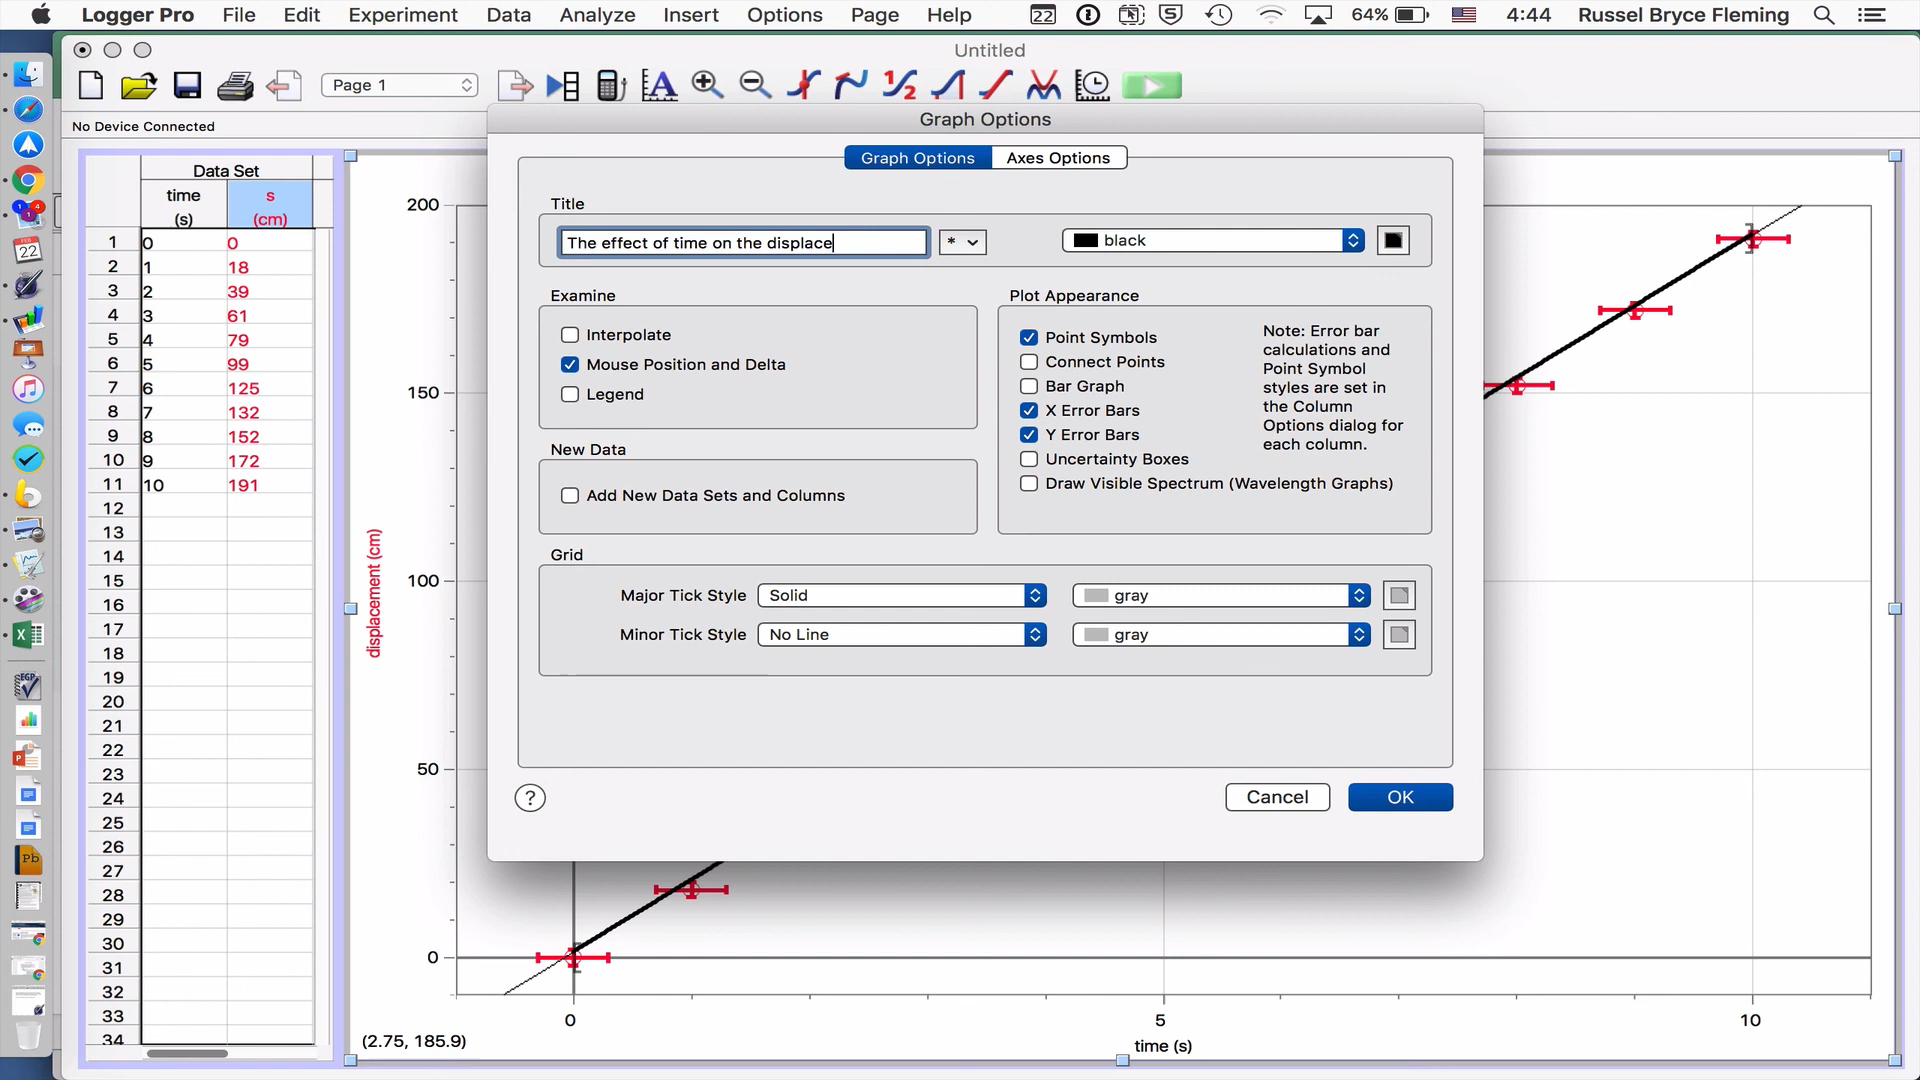 Logger Pro File Edit Experiment Data Analyze Insert Options Page Help 22 64% 4:44 Russel Bryce Fleming
Untitled
Page 1
No Device Connected
Graph Options
Graph Options Axes Options
Title
The effect of time on the displace * black
Examine
Interpolate
Mouse Position and Delta
Legend
New Data
Add New Data Sets and Columns
Plot Appearance
Point Symbols
Connect Points
Bar Graph
X Error Bars
Y Error Bars
Uncertainty Boxes
Draw Visible Spectrum (Wavelength Graphs)
Note: Error bar
calculations and
Point Symbol
styles are set in
the Column
Options dialog for
each column.
Grid
Major Tick Style Solid gray
Minor Tick Style No Line gray
? Cancel OK
Data Set
time s
(s) (cm)
1 0 0
2 1 18
3 2 39
4 3 61
5 4 79
6 5 99
7 6 125
8 7 132
9 8 152
10 9 172
11 10 191
12
13
14
15
16
17
18
19
20
21
22
23
24
25
26
27
28
29
30
31
32
33
34
200
150
100
50
0
displacement (cm)
0 5 10
(2.75, 185.9)
time (s)
FEB
22
EGP
Pb